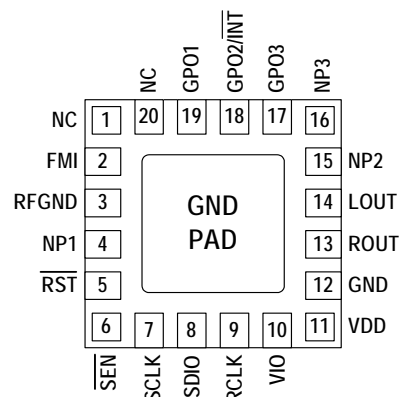 NC
GPO1
GPO2/INT
GPO3
NP3
NC 1 20 19 18 17 16
FMI 2 15 NP2
RFGND 3 GND 14 LOUT
NP1 4 PAD 13 ROUT
RST 5 12 GND
6 7 8 9 10 11 VDD
SEN
SCLK
SDIO
RCLK
VIO